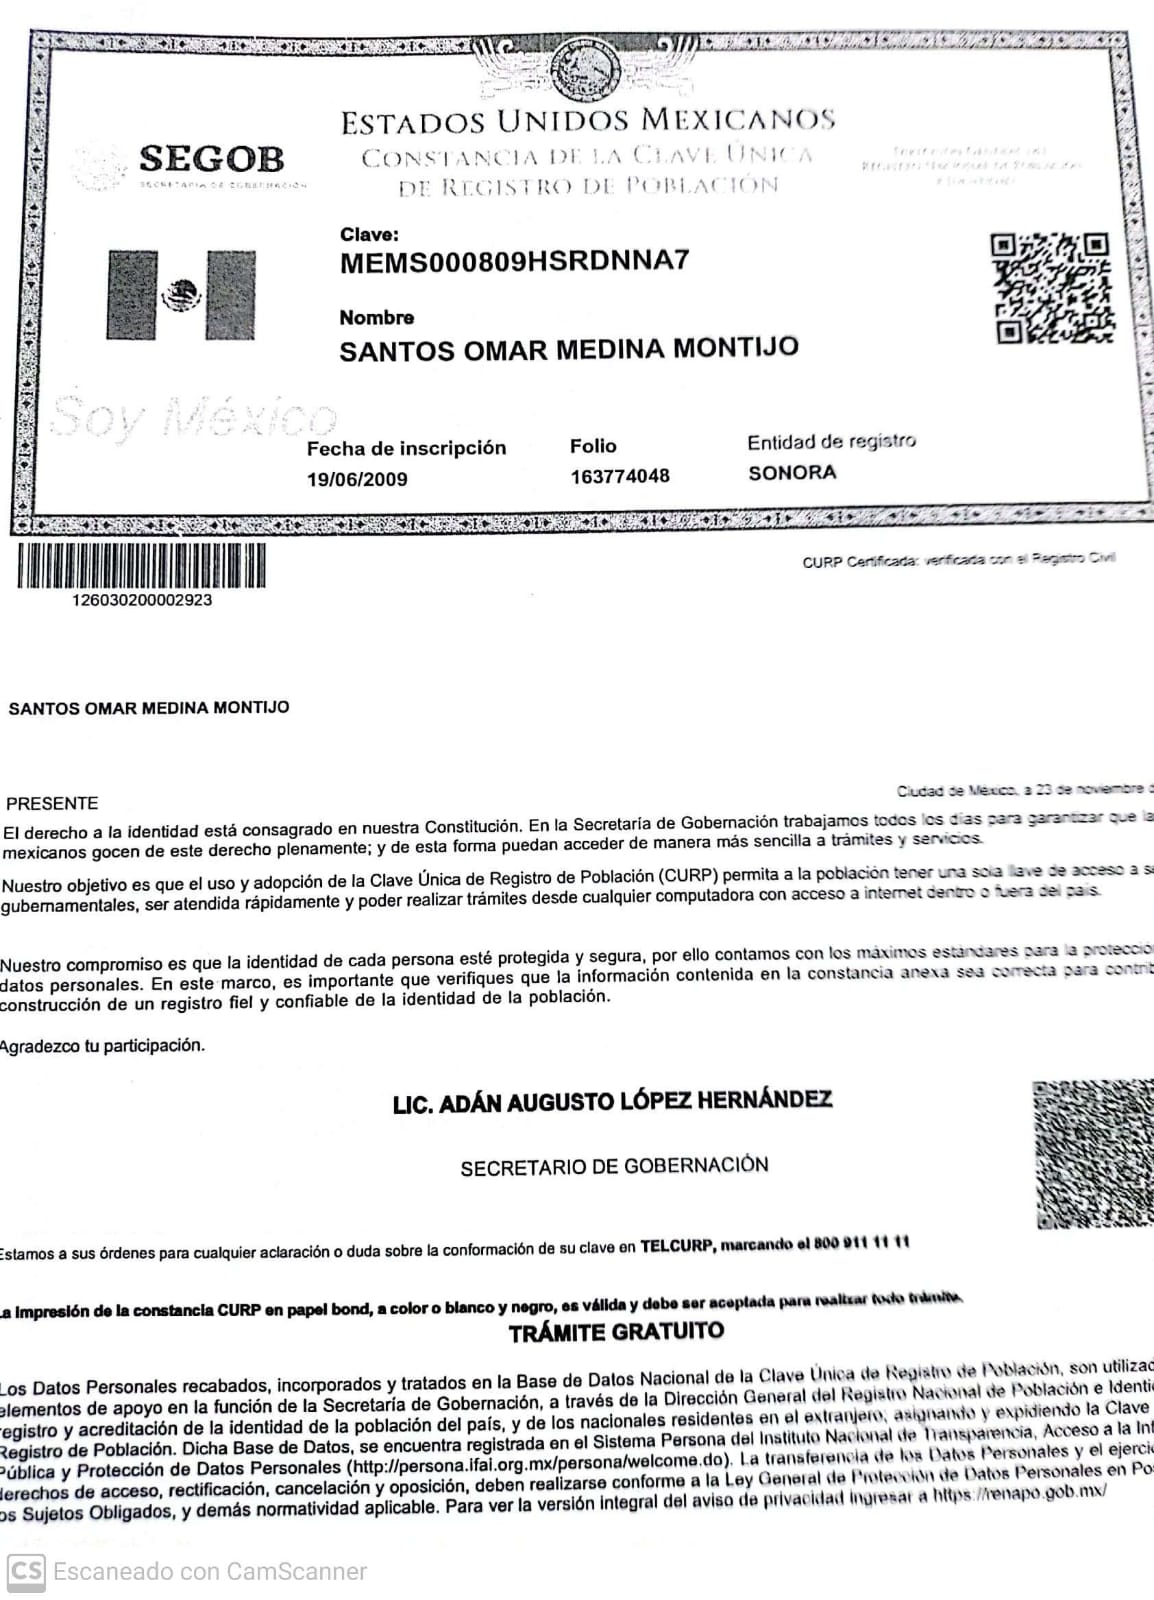 ESTADOS UNIDOS MEXICANOS
CONSTANCIA DE LA CLAVE ÚNICA
DE REGISTRO DE POBLACIÓN
SEGOB
SECRETARÍA DE GOBERNACIÓN
Clave:
MEMS000809HSRDNNA7
Nombre
SANTOS OMAR MEDINA MONTIJO
Soy México
Fecha de inscripción Folio Entidad de registro
19/06/2009 163774048 SONORA
126030200002923
CURP Certificada: verificada con el Registro Civil
SANTOS OMAR MEDINA MONTIJO
Ciudad de México, a 23 de noviembre d
PRESENTE
El derecho a la identidad está consagrado en nuestra Constitución. En la Secretaría de Gobernación trabajamos todos los días para garantizar que la
mexicanos gocen de este derecho plenamente; y de esta forma puedan acceder de manera más sencilla a trámites y servicios.
Nuestro objetivo es que el uso y adopción de la Clave Única de Registro de Población (CURP) permita a la población tener una sola llave de acceso a se
gubernamentales, ser atendida rápidamente y poder realizar trámites desde cualquier computadora con acceso a internet dentro o fuera del país.
Nuestro compromiso es que la identidad de cada persona esté protegida y segura, por ello contamos con los máximos estándares para la protección
datos personales. En este marco, es importante que verifiques que la información contenida en la constancia anexa sea correcta para contrib
construcción de un registro fiel y confiable de la identidad de la población.
Agradezco tu participación.
LIC. ADÁN AUGUSTO LÓPEZ HERNÁNDEZ
SECRETARIO DE GOBERNACIÓN
Estamos a sus órdenes para cualquier aclaración o duda sobre la conformación de su clave en TELCURP, marcando el 800 911 11 11
La impresión de la constancia CURP en papel bond, a color o blanco y negro, es válida y debe ser aceptada para realizar todo trámite.
TRÁMITE GRATUITO
Los Datos Personales recabados, incorporados y tratados en la Base de Datos Nacional de la Clave Única de Registro de Población, son utilizad
elementos de apoyo en la función de la Secretaría de Gobernación, a través de la Dirección General del Registro Nacional de Población e Identid
registro y acreditación de la identidad de la población del país, y de los nacionales residentes en el extranjero, asignando y expidiendo la Clave
Registro de Población. Dicha Base de Datos, se encuentra registrada en el Sistema Persona del Instituto Nacional de Transparencia, Acceso a la Inf
Pública y Protección de Datos Personales (http://persona.ifai.org.mx/persona/welcome.do). La transferencia de los Datos Personales y el ejercic
derechos de acceso, rectificación, cancelación y oposición, deben realizarse conforme a la Ley General de Protección de Datos Personales en Po
os Sujetos Obligados, y demás normatividad aplicable. Para ver la versión integral del aviso de privacidad ingresar a https://renapo.gob.mx/
CS Escaneado con CamScanner